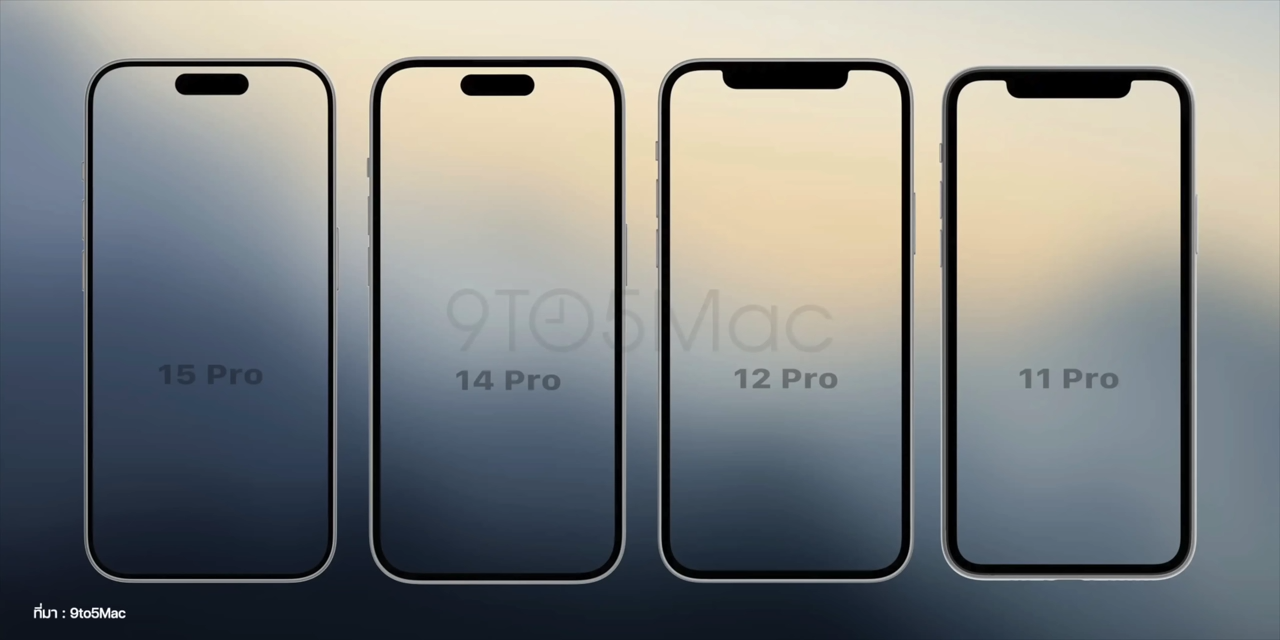 9TO5Mac
15 Pro
14 Pro
12 Pro
11 Pro
ที่มา : 9to5Mac